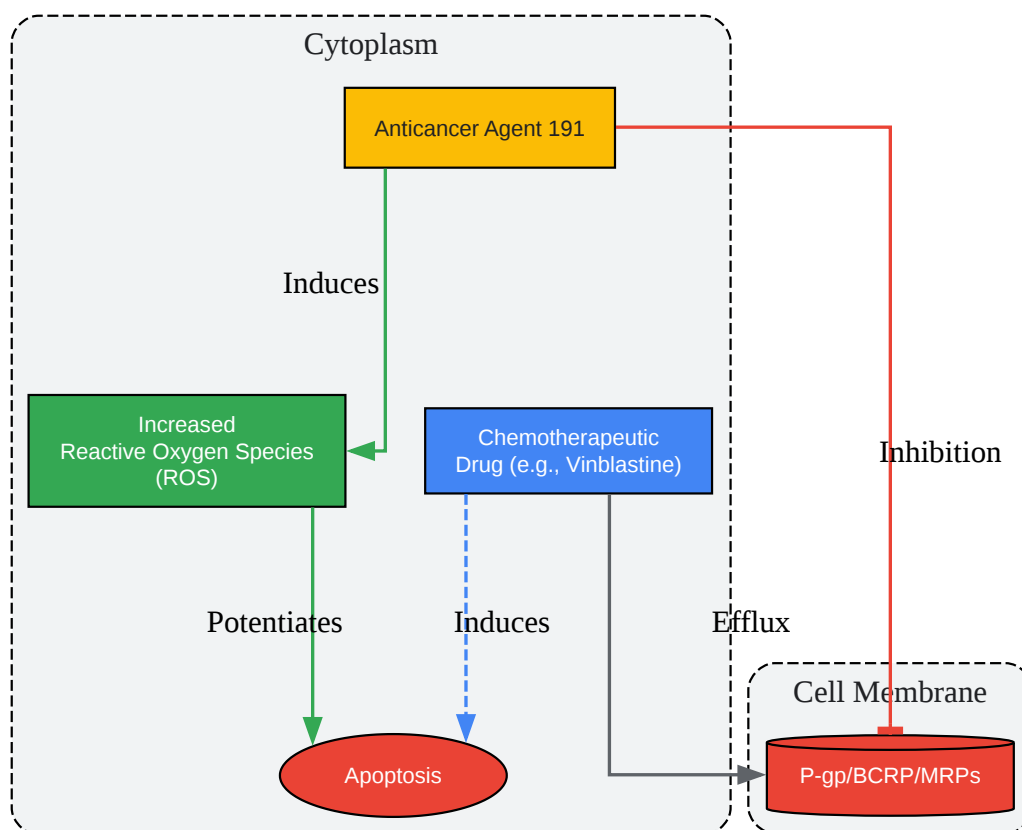 Cytoplasm
Anticancer Agent 191
Induces
Increased
Reactive Oxygen Species
(ROS)
Chemotherapeutic
Drug (e.g., Vinblastine)
Inhibition
Potentiates
Induces
Efflux
Cell Membrane
Apoptosis
P-gp/BCRP/MRPs